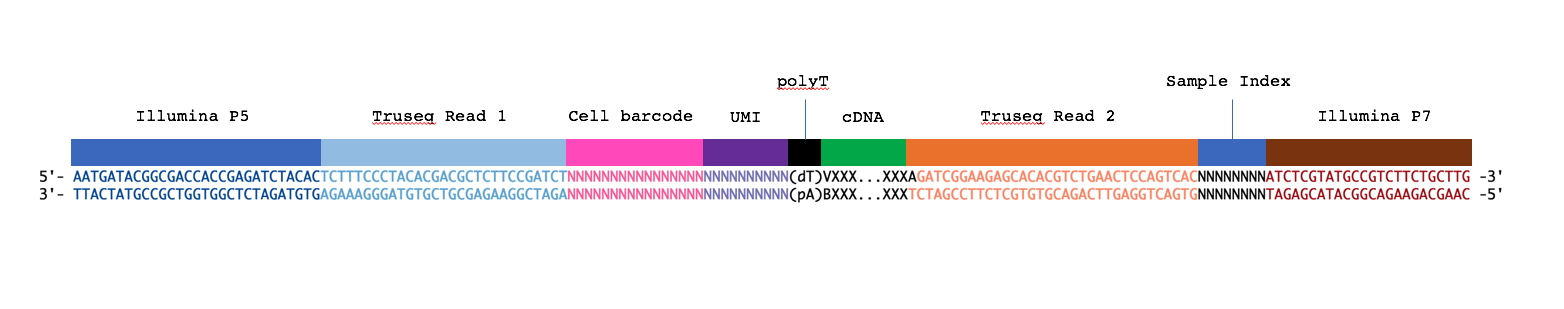 polyT
Sample Index
Illumina P5
Truseq Read 1
Cell barcode
UMI
cDNA
Truseq Read 2
Illumina P7
5'- AATGATACGGCGACCACCGAGATCTACACTCTTTCCCTACACGACGCTCTTCCGATCTNNNNNNNNNNNNNNNNNNNNNNNNNN(dT)VXXX...XXXAGATCGGAAGAGCACACGTCTGAACTCCAGTCACNNNNNNNNATCTCGTATGCCGTCTTCTGCTTG -3'
3'- TTACTATGCCGCTGGTGGCTCTAGATGTGAGAAAGGGATGTGCTGCGAGAAGGCTAGANNNNNNNNNNNNNNNNNNNNNNNNNN(pA)BXXX...XXXTCTAGCCTTCTCGTGTGCAGACTTGAGGTCAGTGNNNNNNNNTAGAGCATACGGCAGAAGACGAAC -5'